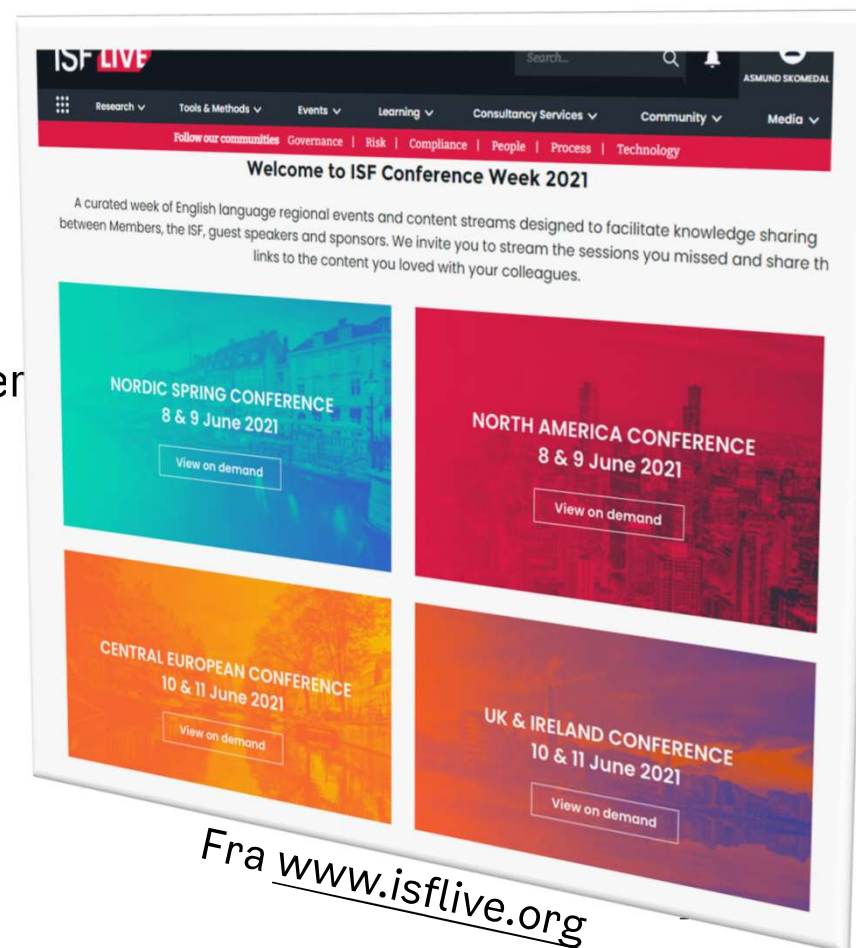 ISF LIVE
Search...
ASMUND SKOMEDAL
Research Tools & Methods Events Learning Consultancy Services Community Media
Follow our communities Governance | Risk | Compliance | People | Process | Technology
Welcome to ISF Conference Week 2021
A curated week of English language regional events and content streams designed to facilitate knowledge sharing
between Members, the ISF, guest speakers and sponsors. We invite you to stream the sessions you missed and share th
links to the content you loved with your colleagues.
er
NORDIC SPRING CONFERENCE
8 & 9 June 2021
View on demand
NORTH AMERICA CONFERENCE
8 & 9 June 2021
View on demand
CENTRAL EUROPEAN CONFERENCE
10 & 11 June 2021
View on demand
UK & IRELAND CONFERENCE
10 & 11 June 2021
View on demand
Fra www.isflive.org